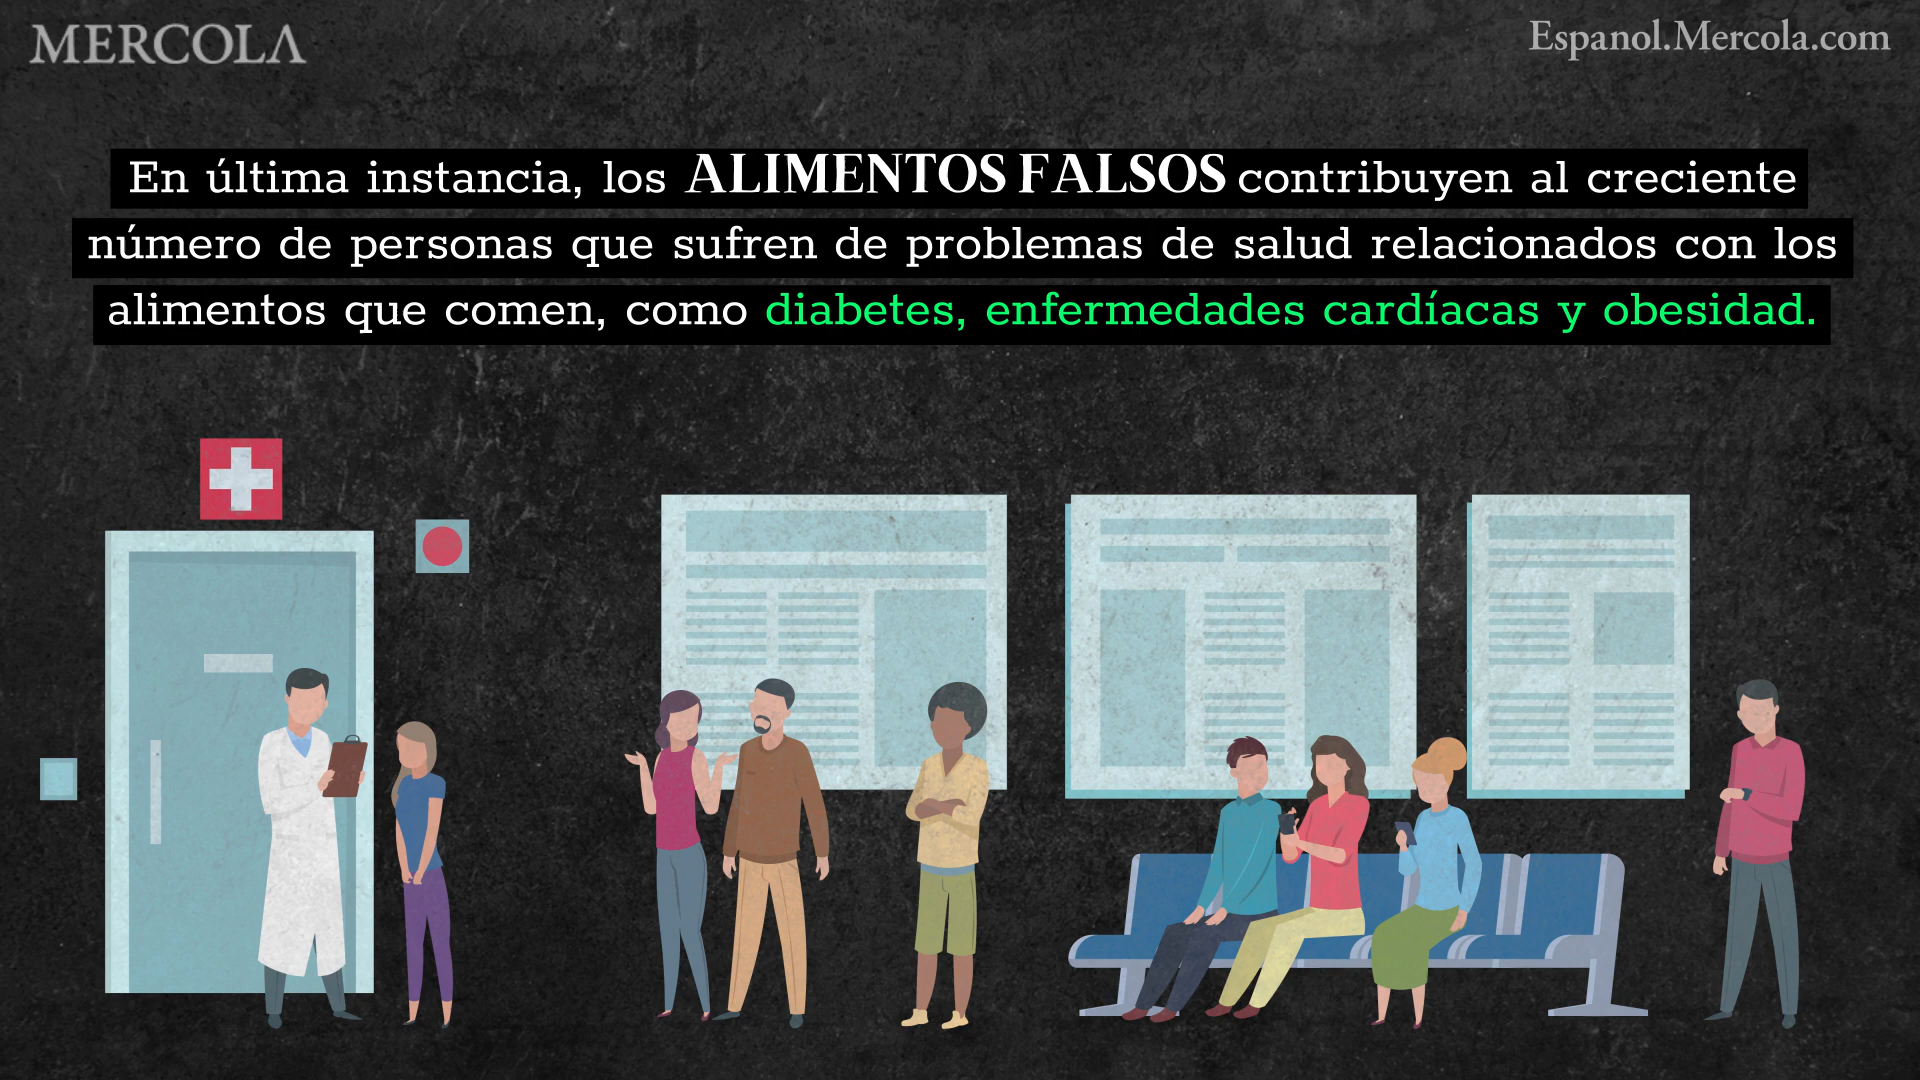 MERCOLA
Espanol.Mercola.com
En última instancia, los ALIMENTOS FALSOS contribuyen al creciente
número de personas que sufren de problemas de salud relacionados con los
alimentos que comen, como diabetes, enfermedades cardíacas y obesidad.